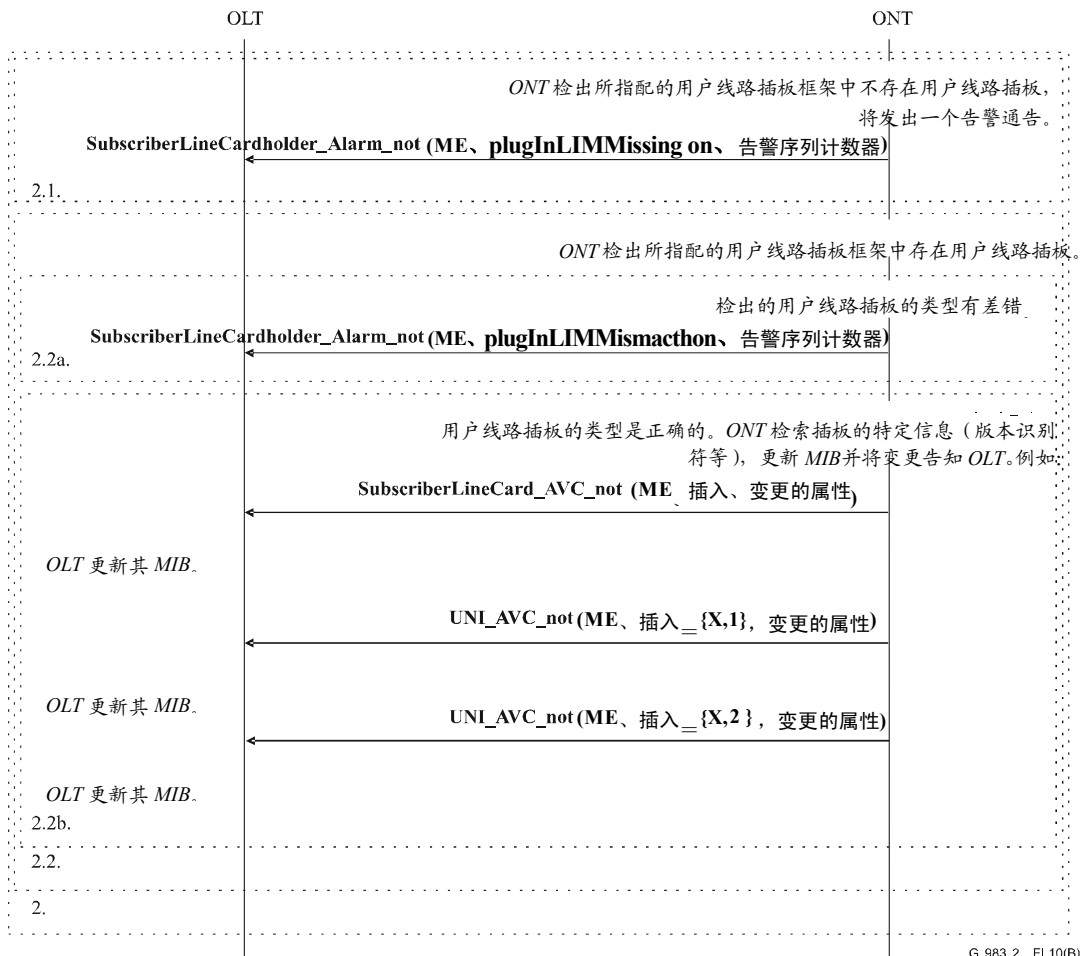 OLT
ONT
ONT 检出所指配的用户线路插板框架中不存在用户线路插板，
将发出一个告警通告。
SubscriberLineCardholder_Alarm_not (ME、plugInLIMMissing on、告警序列计数器)
2.1.
ONT 检出所指配的用户线路插板框架中存在用户线路插板。
检出的用户线路插板的类型有差错
SubscriberLineCardholder_Alarm_not (ME、plugInLIMMismacthon、告警序列计数器)
2.2a.
用户线路插板的类型是正确的。ONT 检索插板的特定信息（版本识别
符等），更新 MIB并将变更告知 OLT。例如:
SubscriberLineCard_AVC_not (ME、插入、变更的属性)
OLT 更新其 MIB。
UNI_AVC_not (ME、插入_={X,1}，变更的属性)
OLT 更新其 MIB。
UNI_AVC_not (ME、插入_={X,2 }，变更的属性)
OLT 更新其 MIB。
2.2b.
2.2.
2.
G_983_2_FI.10(B)